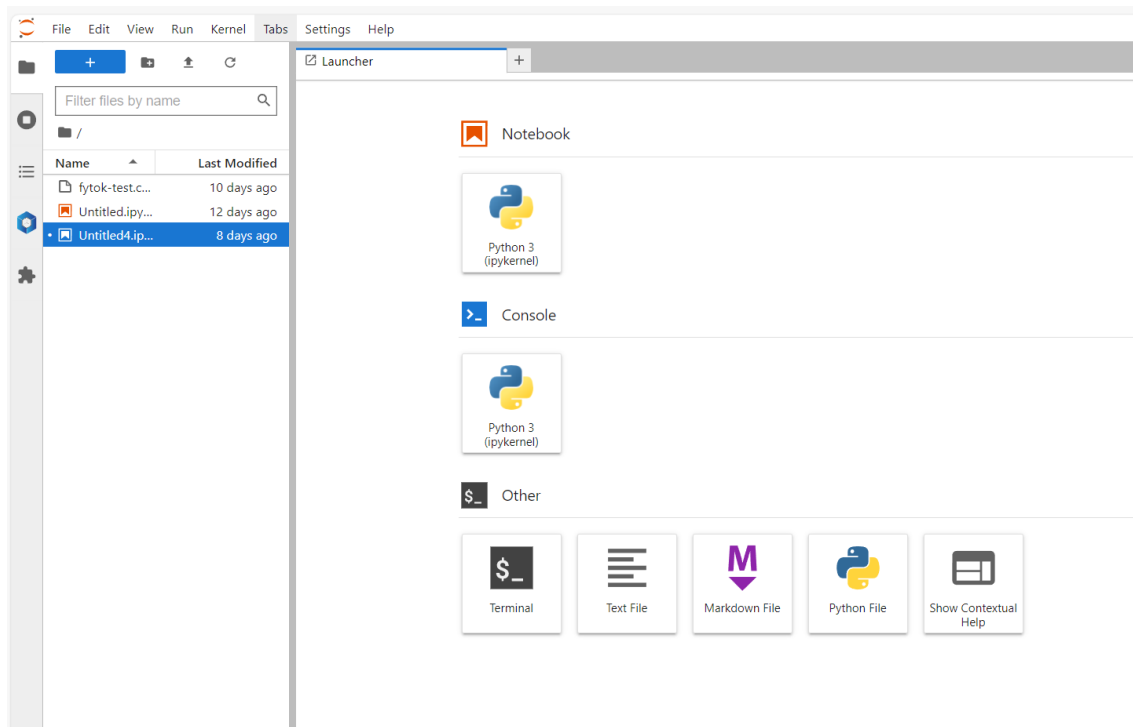 File Edit View Run Kernel Tabs Settings Help
+
Launcher
+
Filter files by name
/
Name Last Modified
fytok-test.c... 10 days ago
Untitled.ipy... 12 days ago
Untitled4.ip... 8 days ago
Notebook
Python 3
(ipykernel)
>_ Console
Python 3
(ipykernel)
$_ Other
$_
Terminal
Text File
M
Markdown File
Python File
Show Contextual
Help